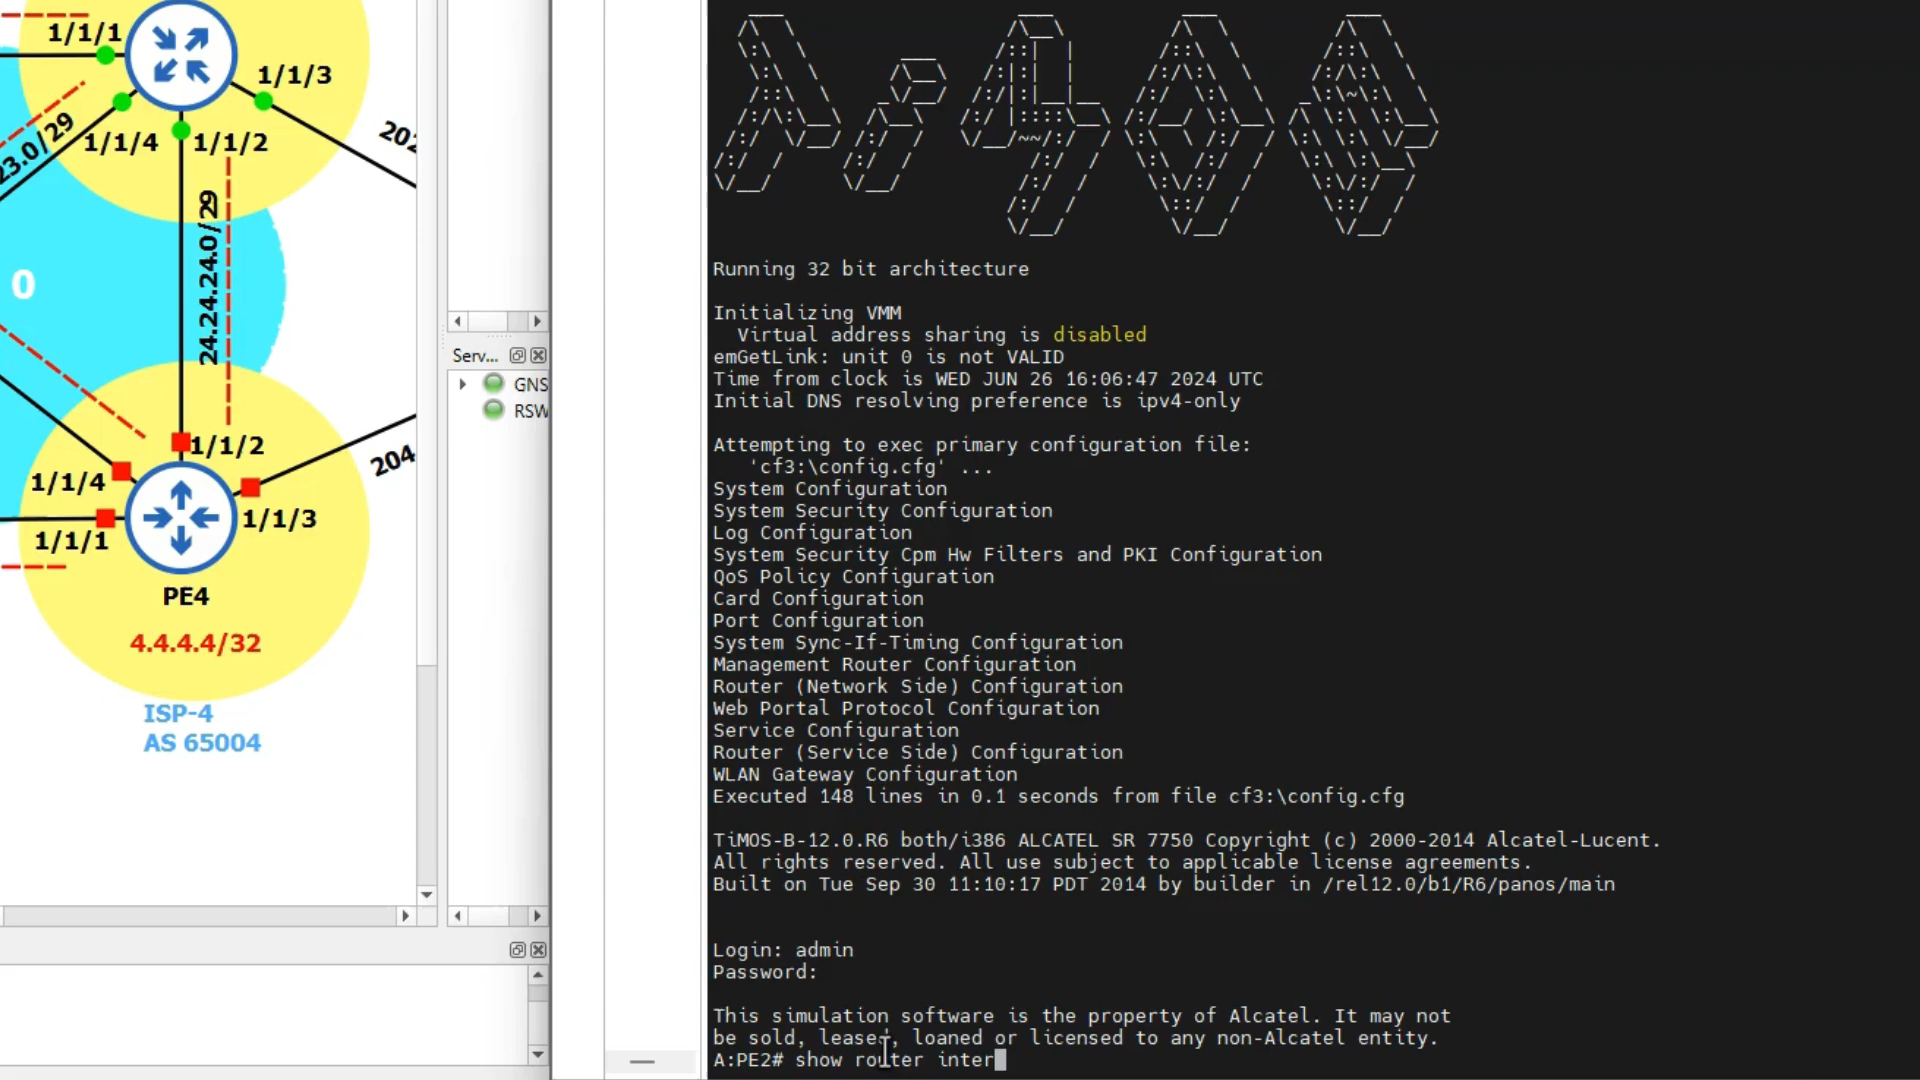 1/1/1
1/1/3
1/1/4
1/1/2
23.0/29
202
24.24.24.0/29
0
1/1/2
1/1/4
204
1/1/3
1/1/1
PE4
4.4.4.4/32
ISP-4
AS 65004
Serv...
GNS
RSW
Running 32 bit architecture
Initializing VMM
Virtual address sharing is disabled
emGetLink: unit 0 is not VALID
Time from clock is WED JUN 26 16:06:47 2024 UTC
Initial DNS resolving preference is ipv4-only
Attempting to exec primary configuration file:
'cf3:\config.cfg' ...
System Configuration
System Security Configuration
Log Configuration
System Security Cpm Hw Filters and PKI Configuration
QoS Policy Configuration
Card Configuration
Port Configuration
System Sync-If-Timing Configuration
Management Router Configuration
Router (Network Side) Configuration
Web Portal Protocol Configuration
Service Configuration
Router (Service Side) Configuration
WLAN Gateway Configuration
Executed 148 lines in 0.1 seconds from file cf3:\config.cfg
TiMOS-B-12.0.R6 both/i386 ALCATEL SR 7750 Copyright (c) 2000-2014 Alcatel-Lucent.
All rights reserved. All use subject to applicable license agreements.
Built on Tue Sep 30 11:10:17 PDT 2014 by builder in /rel12.0/b1/R6/panos/main
Login: admin
Password:
This simulation software is the property of Alcatel. It may not
be sold, leased, loaned or licensed to any non-Alcatel entity.
A:PE2# show router inter